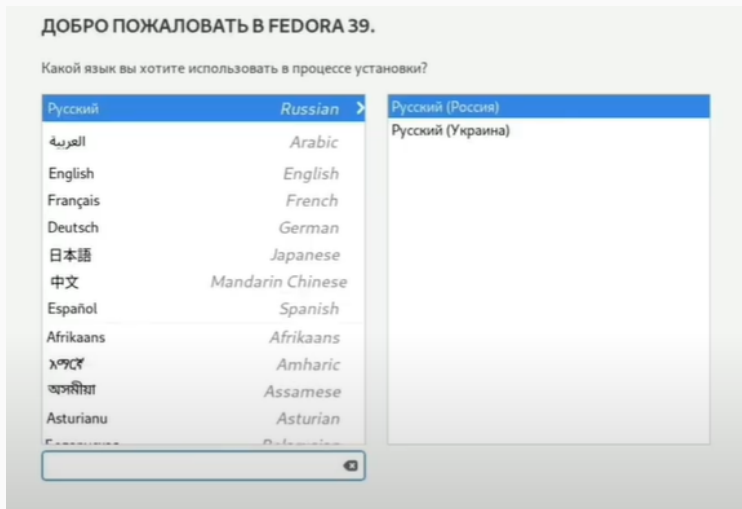 ДОБРО ПОЖАЛОВАТЬ В FEDORA 39.
Какой язык вы хотите использовать в процессе установки?
Русский Russian
العربية Arabic
English English
Français French
Deutsch German
日本語 Japanese
中文 Mandarin Chinese
Español Spanish
Afrikaans Afrikaans
አማርኛ Amharic
অসমীয়া Assamese
Asturianu Asturian
Русский (Россия)
Русский (Украина)